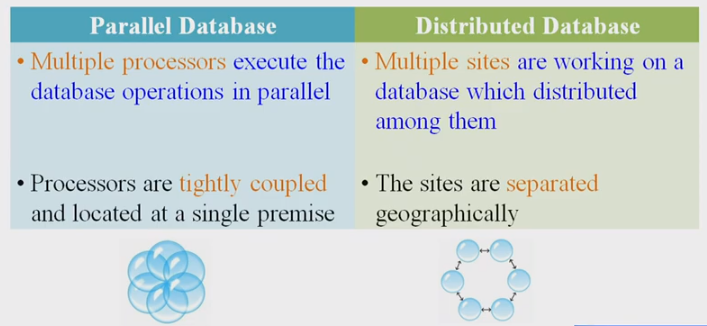 Parallel Database
Distributed Database
• Multiple processors execute the
database operations in parallel
• Multiple sites are working on a
database which distributed
among them
• Processors are tightly coupled
and located at a single premise
• The sites are separated
geographically